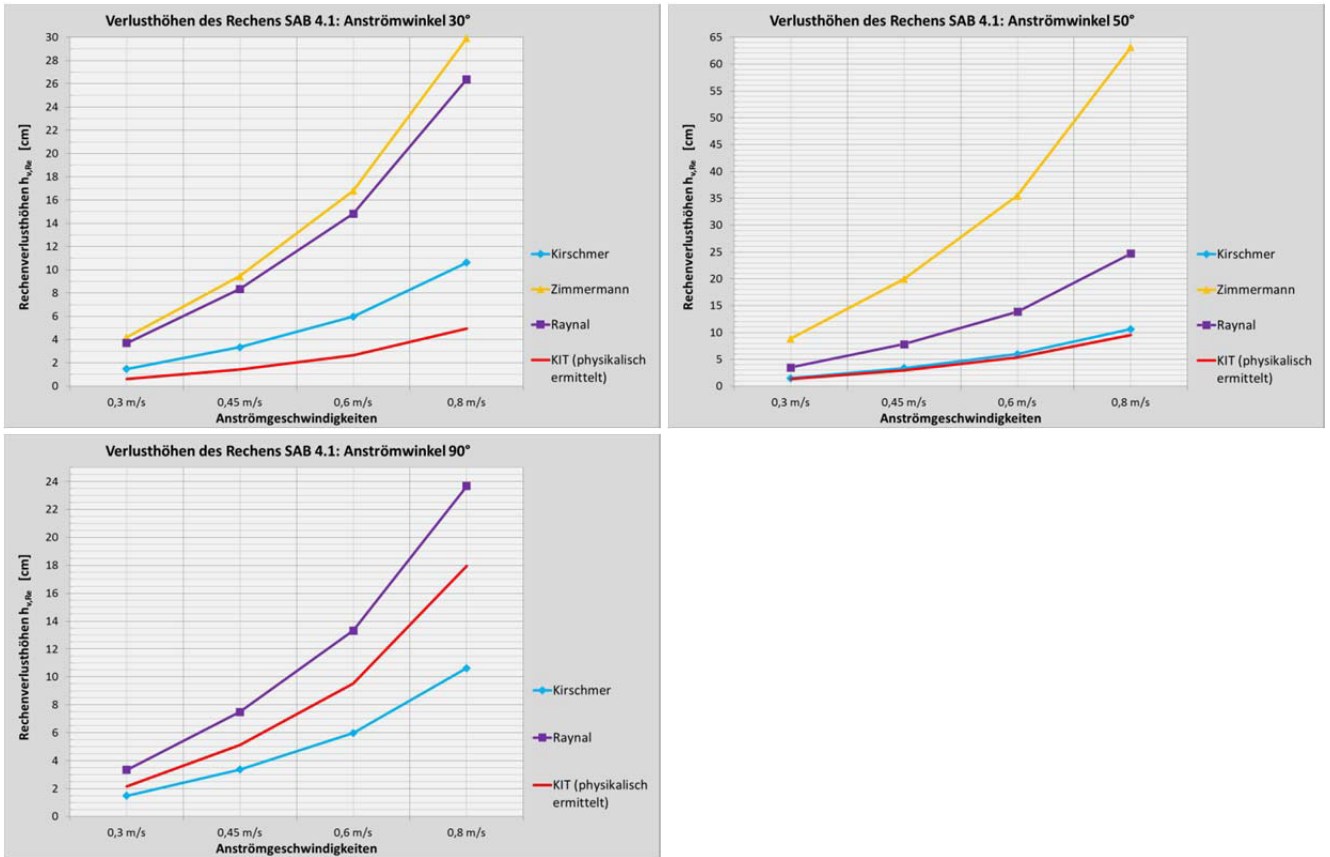 Verlusthöhen des Rechens SAB 4.1: Anströmwinkel 30°
Rechenverlusthöhen hv,Re [cm]
30
28
26
24
22
20
18
16
14
12
10
8
6
4
2
0
0,3 m/s 0,45 m/s 0,6 m/s 0,8 m/s
Anströmgeschwindigkeiten
Kirschmer
Zimmermann
Raynal
KIT (physikalisch
ermittelt)
Verlusthöhen des Rechens SAB 4.1: Anströmwinkel 50°
Rechenverlusthöhen hv,Re [cm]
65
60
55
50
45
40
35
30
25
20
15
10
5
0
0,3 m/s 0,45 m/s 0,6 m/s 0,8 m/s
Anströmgeschwindigkeiten
Kirschmer
Zimmermann
Raynal
KIT (physikalisch
ermittelt)
Verlusthöhen des Rechens SAB 4.1: Anströmwinkel 90°
Rechenverlusthöhen hv,Re [cm]
24
22
20
18
16
14
12
10
8
6
4
2
0
0,3 m/s 0,45 m/s 0,6 m/s 0,8 m/s
Anströmgeschwindigkeiten
Kirschmer
Raynal
KIT (physikalisch
ermittelt)